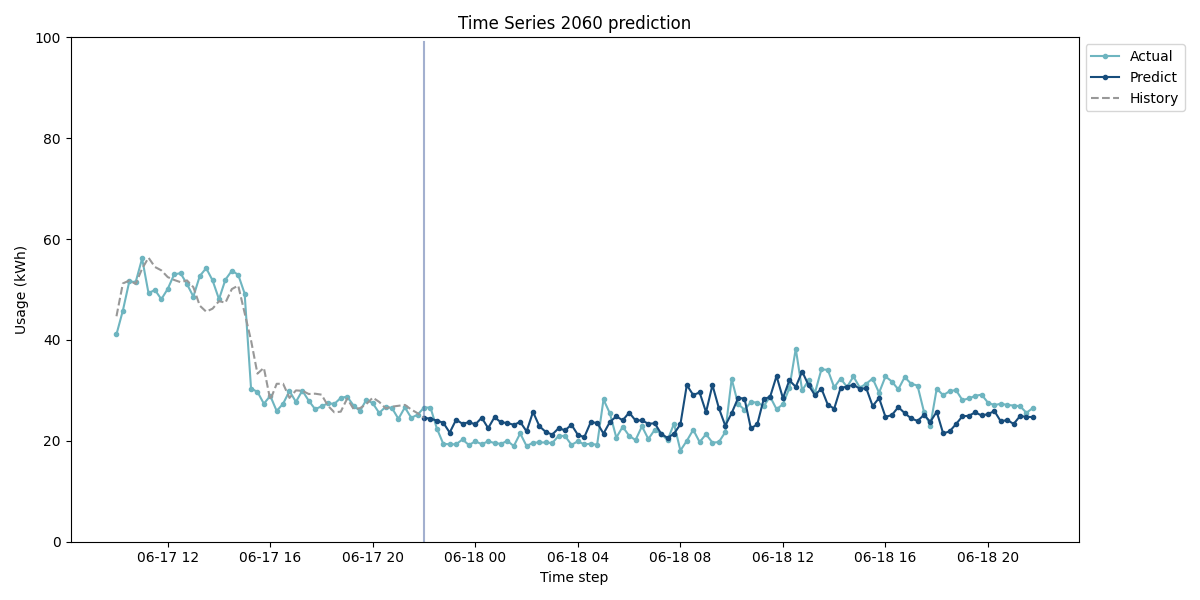 Time Series 2060 prediction
100
80
60
40
20
0
Usage (kWh)
06-17 12
06-17 16
06-17 20
06-18 00
06-18 04
06-18 08
06-18 12
06-18 16
06-18 20
Time step
Actual
Predict
History